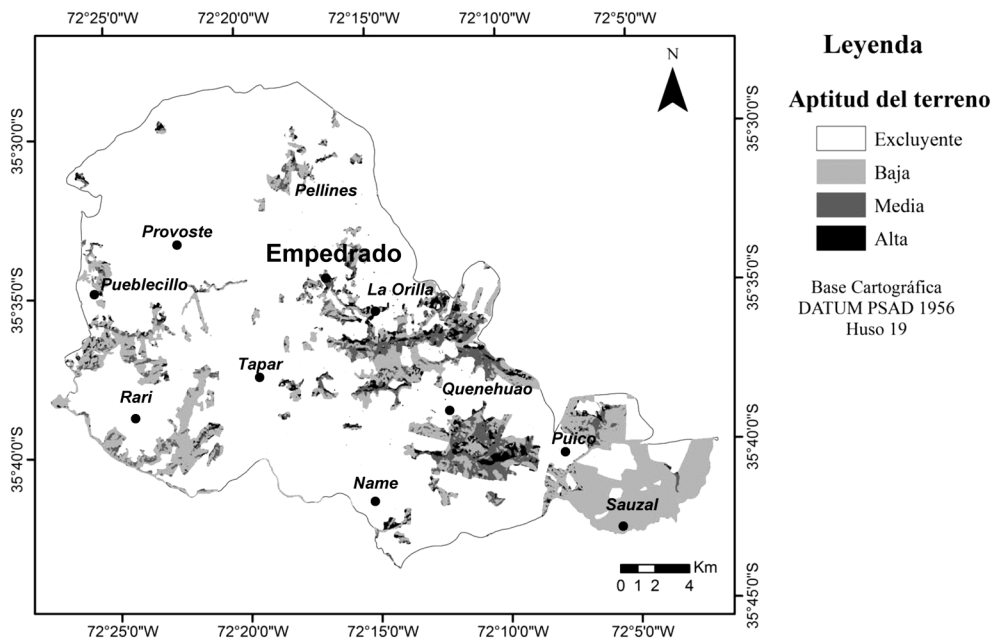 72°25'0"W 72°20'0"W 72°15'0"W 72°10'0"W 72°5'0"W
N
Leyenda
Aptitud del terreno
Excluyente
Baja
Media
Alta
Base Cartográfica
DATUM PSAD 1956
Huso 19
35°30'0"S
35°35'0"S
35°40'0"S
35°30'0"S
35°35'0"S
35°40'0"S
35°45'0"S
Pellines
Provoste
Empedrado
Pueblecillo
La Orilla
Tapar
Rari
Quenehuao
Puico
Name
Sauzal
Km
0 1 2 4
72°25'0"W 72°20'0"W 72°15'0"W 72°10'0"W 72°5'0"W